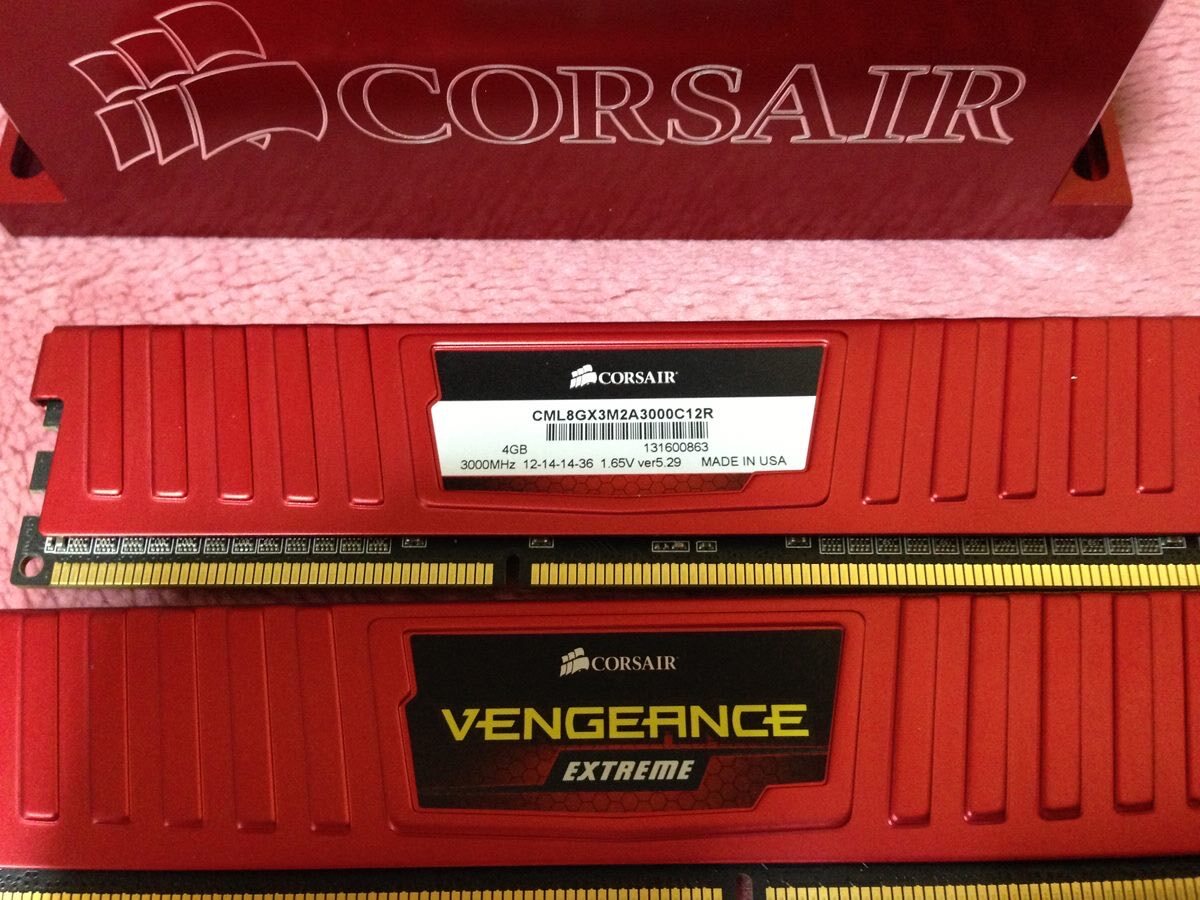 CORSAIR
CORSAIR
CML8GX3M2A3000C12R
4GB 131600863
3000MHz 12-14-14-36 1.65V ver5.29 MADE IN USA
CORSAIR
VENGEANCE
EXTREME